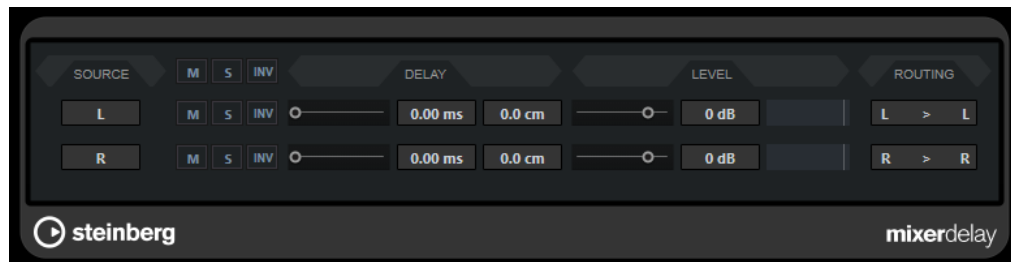 SOURCE M S INV DELAY LEVEL ROUTING
L M S INV 0.00 ms 0.0 cm 0 dB L > L
R M S INV 0.00 ms 0.0 cm 0 dB R > R
steinberg mixerdelay